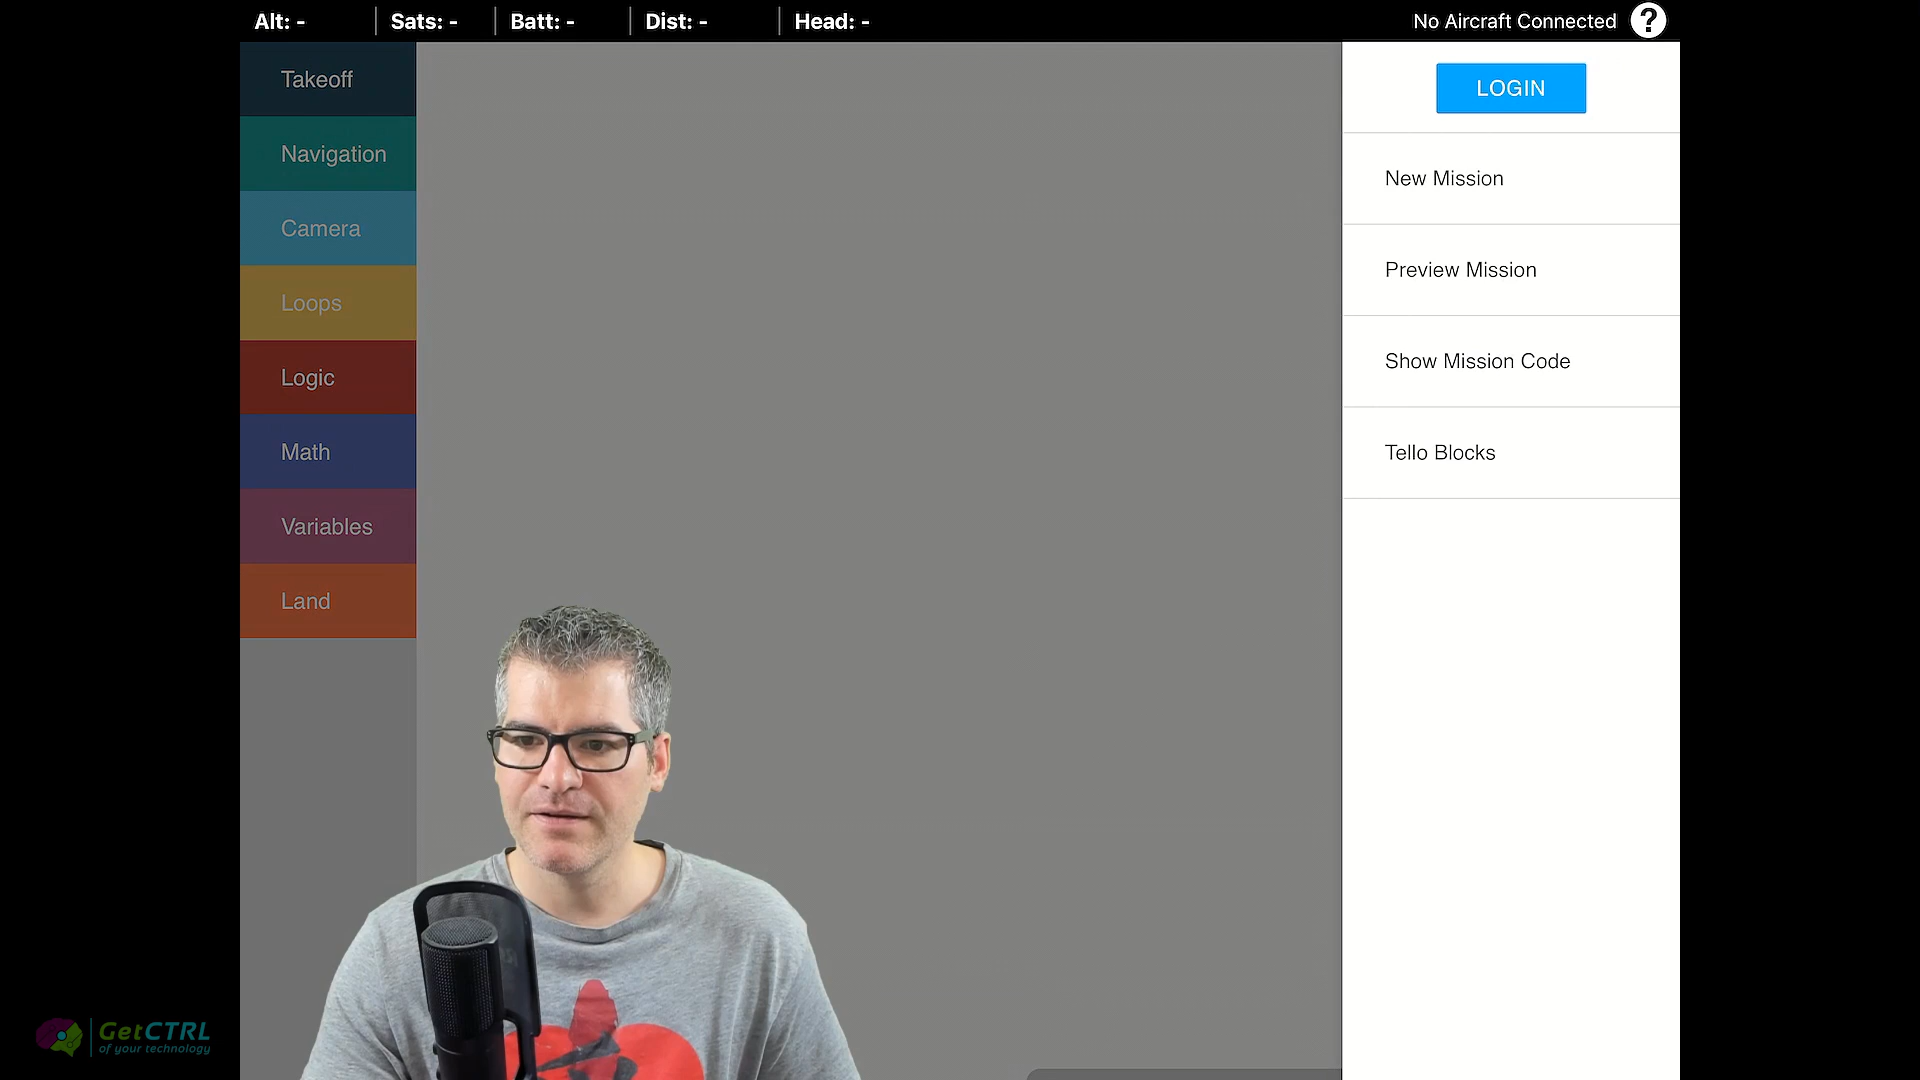 Alt: -
Sats: -
Batt: -
Dist: -
Head: -
No Aircraft Connected
?
Takeoff
Navigation
Camera
Loops
Logic
Math
Variables
Land
LOGIN
New Mission
Preview Mission
Show Mission Code
Tello Blocks
GetCTRL
of your technology